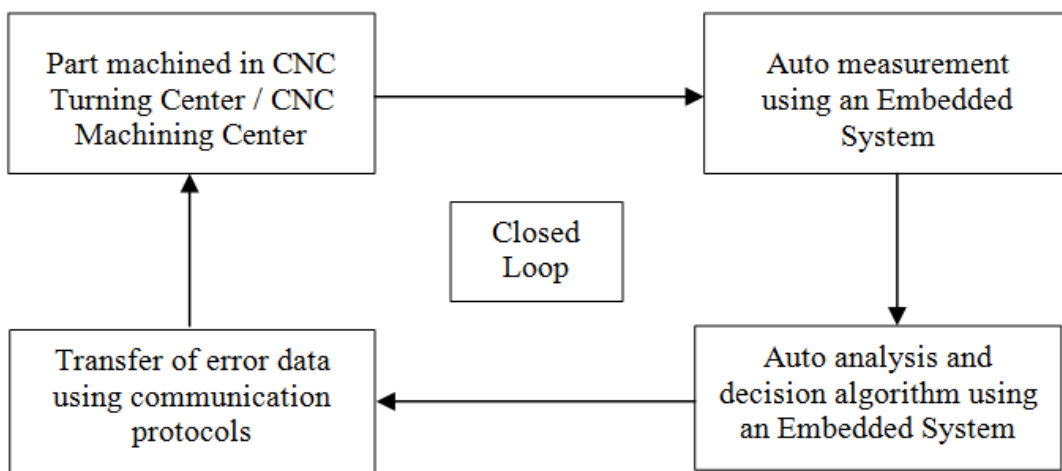 Part machined in CNC
Turning Center / CNC
Machining Center
Auto measurement
using an Embedded
System
Closed
Loop
Transfer of error data
using communication
protocols
Auto analysis and
decision algorithm using
an Embedded System